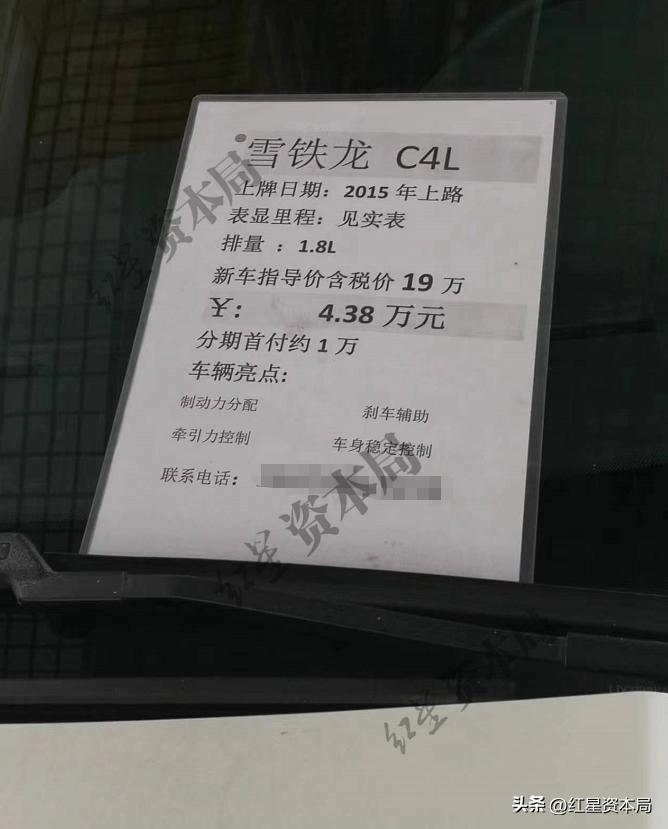 雪铁龙 C4L
上牌日期：2015 年上路
表显里程：见实表
排量 ：1.8L
新车指导价含税价 19 万
¥： 4.38 万元
分期首付约 1 万
车辆亮点:
制动力分配 刹车辅助
牵引力控制 车身稳定控制
联系电话：
红星资本局
红星资本局
红星资本局
头条 @红星资本局